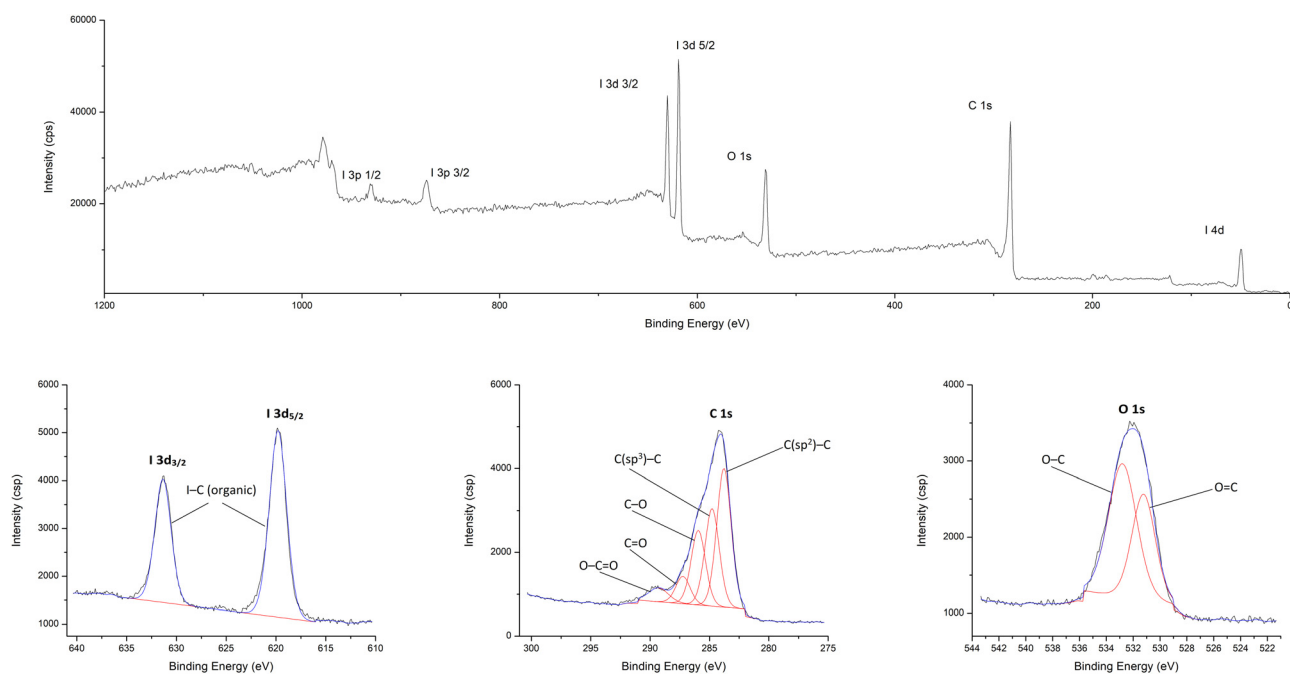 60000
40000
20000
Intensity (cps)
I 3d 5/2
I 3d 3/2
C 1s
O 1s
I 3p 1/2
I 3p 3/2
I 4d
1200 1000 800 600 400 200 0
Binding Energy (eV)
6000
5000
4000
3000
2000
1000
Intensity (csp)
I 3d5/2
I 3d3/2
I–C (organic)
640 635 630 625 620 615 610
Binding Energy (eV)
6000
4000
2000
0
Intensity (csp)
C 1s
C(sp3)–C
C(sp2)–C
C–O
C=O
O–C=O
300 295 290 285 280 275
Binding Energy (eV)
4000
3000
2000
1000
Intensity (csp)
O 1s
O–C
O=C
544 542 540 538 536 534 532 530 528 526 524 522
Binding Energy (eV)